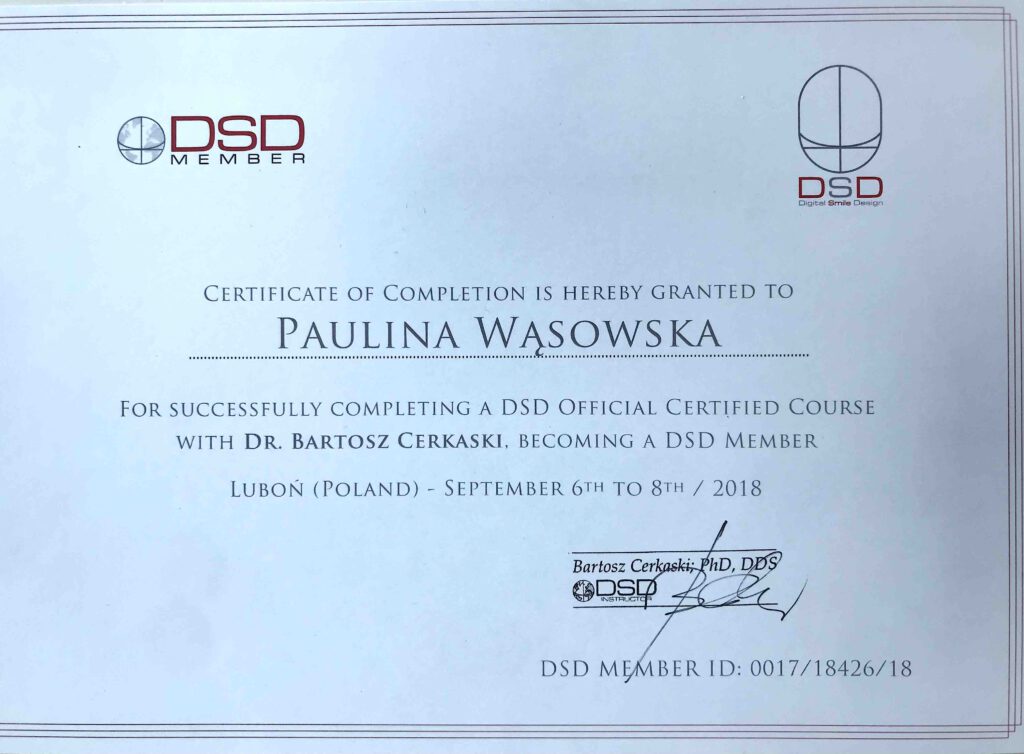 DSD
MEMBER
DSD
Digital Smile Design
CERTIFICATE OF COMPLETION IS HEREBY GRANTED TO
PAULINA WĄSOWSKA
FOR SUCCESSFULLY COMPLETING A DSD OFFICIAL CERTIFIED COURSE
WITH DR. BARTOSZ CERKASKI, BECOMING A DSD MEMBER
LUBOŃ (POLAND) - SEPTEMBER 6TH TO 8TH / 2018
Bartosz Cerkaski; PhD, DDS
DSD
INSTRUCTOR
DSD MEMBER ID: 0017/18426/18